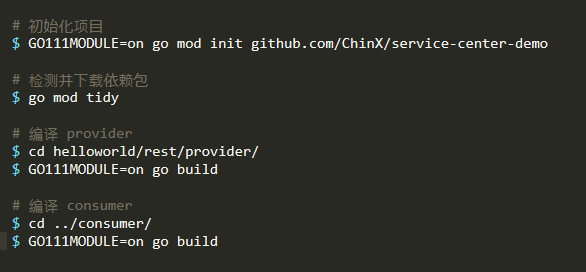 # 初始化项目
$ GO111MODULE=on go mod init github.com/ChinX/service-center-demo
# 检测并下载依赖包
$ go mod tidy
# 编译 provider
$ cd helloworld/rest/provider/
$ GO111MODULE=on go build
# 编译 consumer
$ cd ../consumer/
$ GO111MODULE=on go build